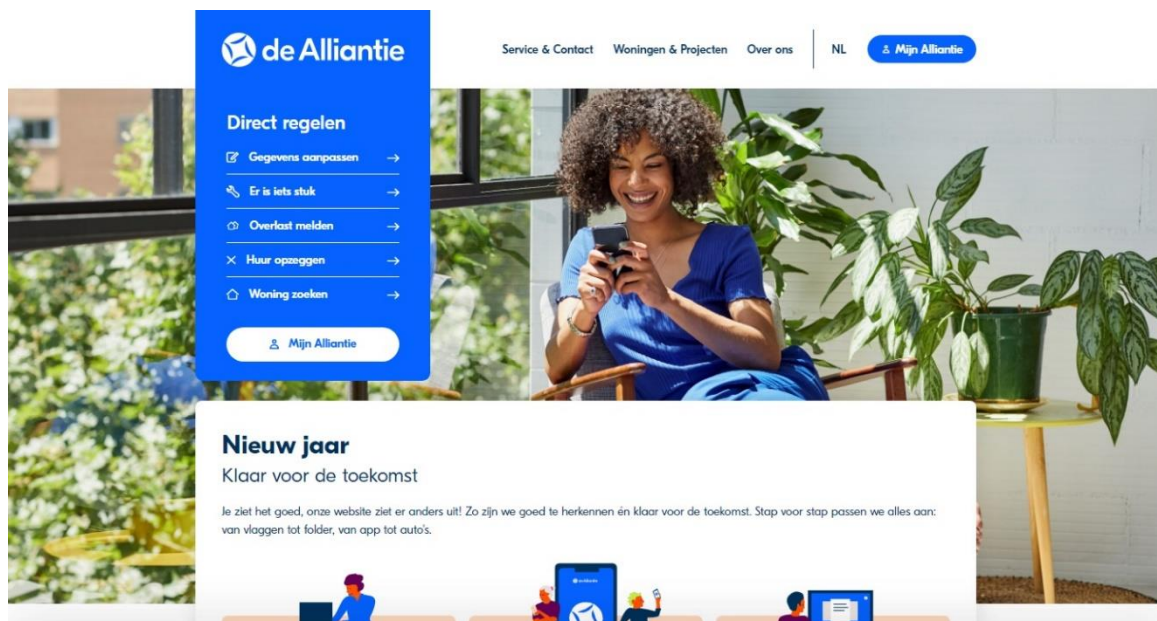 de Alliantie
Service & Contact
Woningen & Projecten
Over ons
NL
Mijn Alliantie
Direct regelen
Gegevens aanpassen
Er is iets stuk
Overlast melden
Huur opzeggen
Woning zoeken
Mijn Alliantie
Nieuw jaar
Klaar voor de toekomst
Je ziet het goed, onze website ziet er anders uit! Zo zijn we goed te herkennen én klaar voor de toekomst. Stap voor stap passen we alles aan:
van vlaggen tot folder, van app tot auto's.
de Alliantie